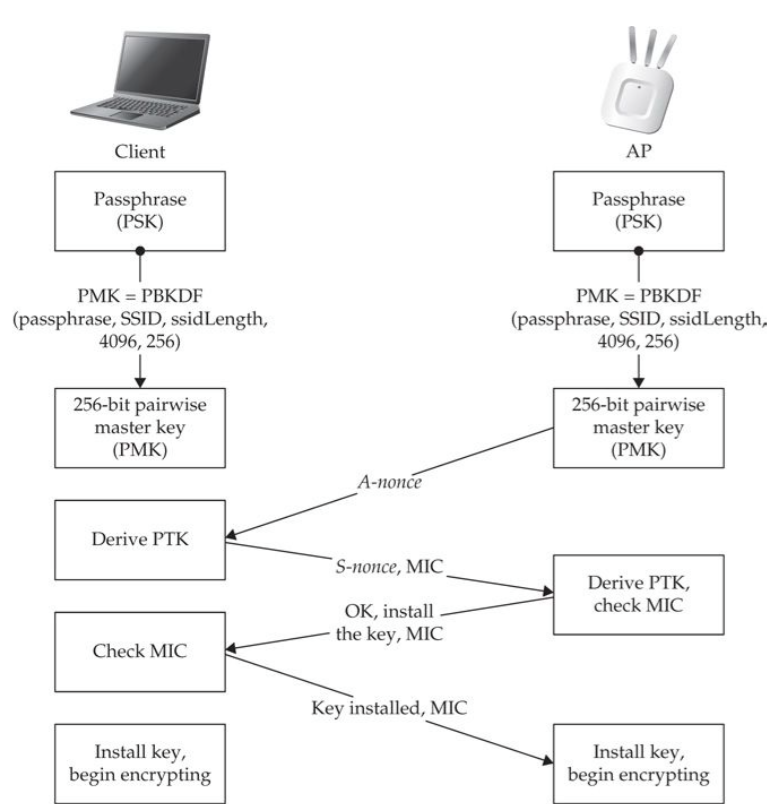 Client
AP
Passphrase
(PSK)
Passphrase
(PSK)
PMK = PBKDF
(passphrase, SSID, ssidLength,
4096, 256)
PMK = PBKDF
(passphrase, SSID, ssidLength,
4096, 256)
256-bit pairwise
master key
(PMK)
256-bit pairwise
master key
(PMK)
A-nonce
Derive PTK
S-nonce, MIC
Derive PTK,
check MIC
OK, install
the key, MIC
Check MIC
Key installed, MIC
Install key,
begin encrypting
Install key,
begin encrypting